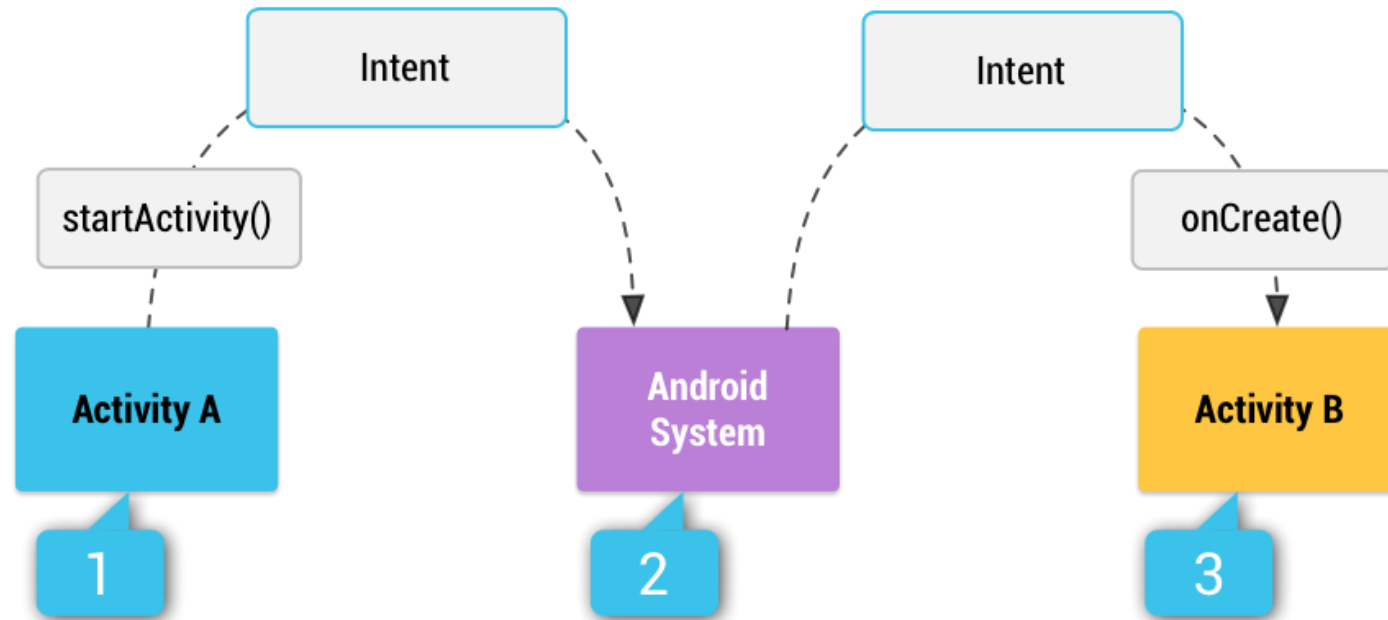 Intent
Intent
startActivity()
onCreate()
Activity A
Android
System
Activity B
1
2
3